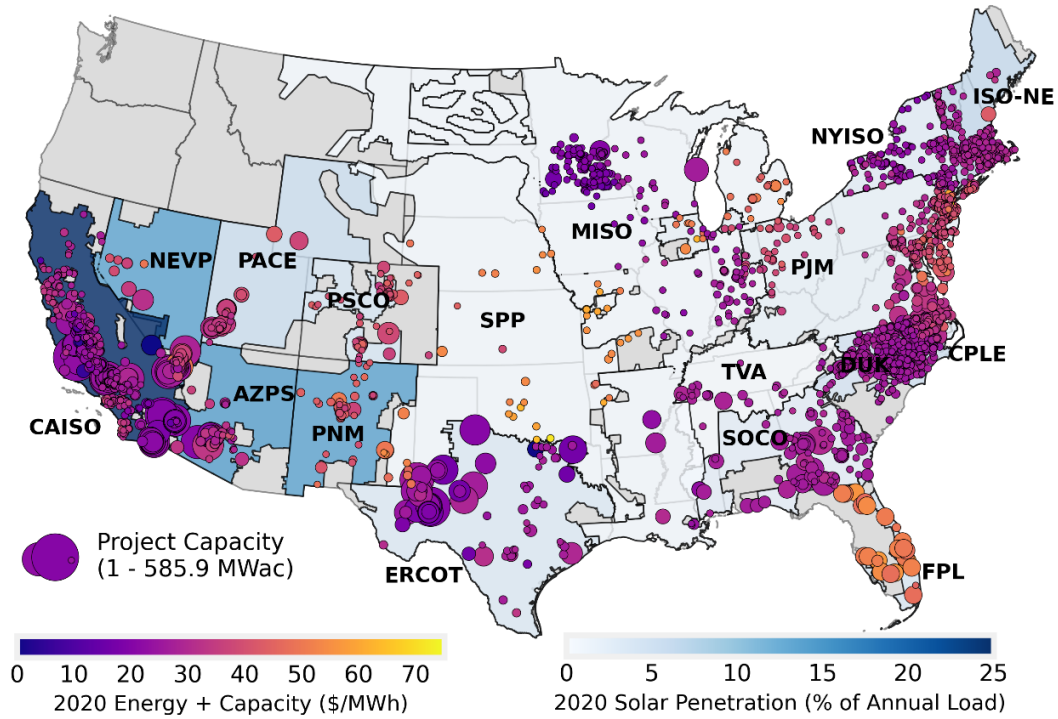 ISO-NE
NYISO
MISO
PJM
NEVP
PACE
PSCO
SPP
CPLE
DUK
TVA
AZPS
PNM
CAISO
SOCO
ERCOT
FPL
Project Capacity
(1 - 585.9 MWac)
0 10 20 30 40 50 60 70
2020 Energy + Capacity ($/MWh)
0 5 10 15 20 25
2020 Solar Penetration (% of Annual Load)